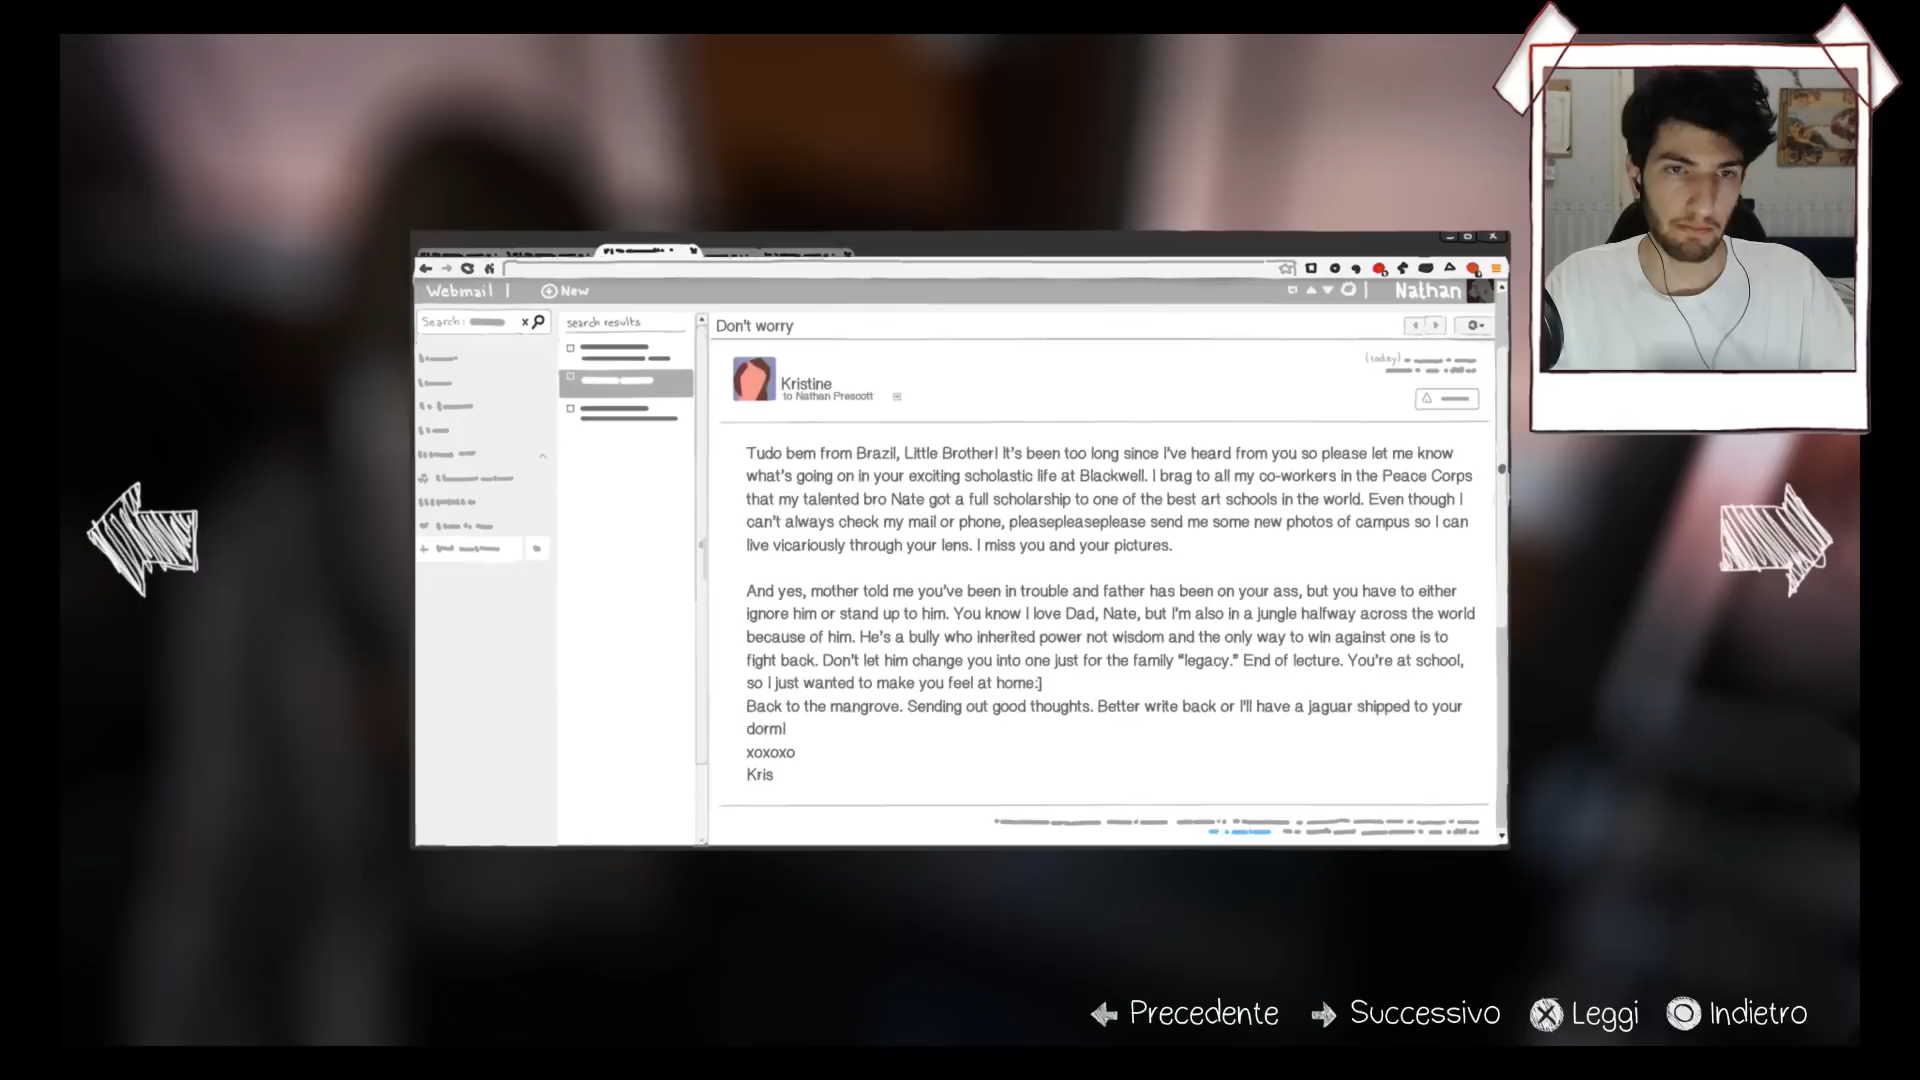 Webmail
New
Nathan
Search:
search results
Don't worry
(today)
Kristine
to Nathan Prescott
Tudo bem from Brazil, Little Brother! It's been too long since I've heard from you so please let me know
what's going on in your exciting scholastic life at Blackwell. I brag to all my co-workers in the Peace Corps
that my talented bro Nate got a full scholarship to one of the best art schools in the world. Even though I
can't always check my mail or phone, pleasepleaseplease send me some new photos of campus so I can
live vicariously through your lens. I miss you and your pictures.
And yes, mother told me you've been in trouble and father has been on your ass, but you have to either
ignore him or stand up to him. You know I love Dad, Nate, but I'm also in a jungle halfway across the world
because of him. He's a bully who inherited power not wisdom and the only way to win against one is to
fight back. Don't let him change you into one just for the family “legacy.” End of lecture. You're at school,
so I just wanted to make you feel at home:]
Back to the mangrove. Sending out good thoughts. Better write back or I'll have a jaguar shipped to your
dorm!
xoxoxo
Kris
Precedente
Successivo
Leggi
Indietro